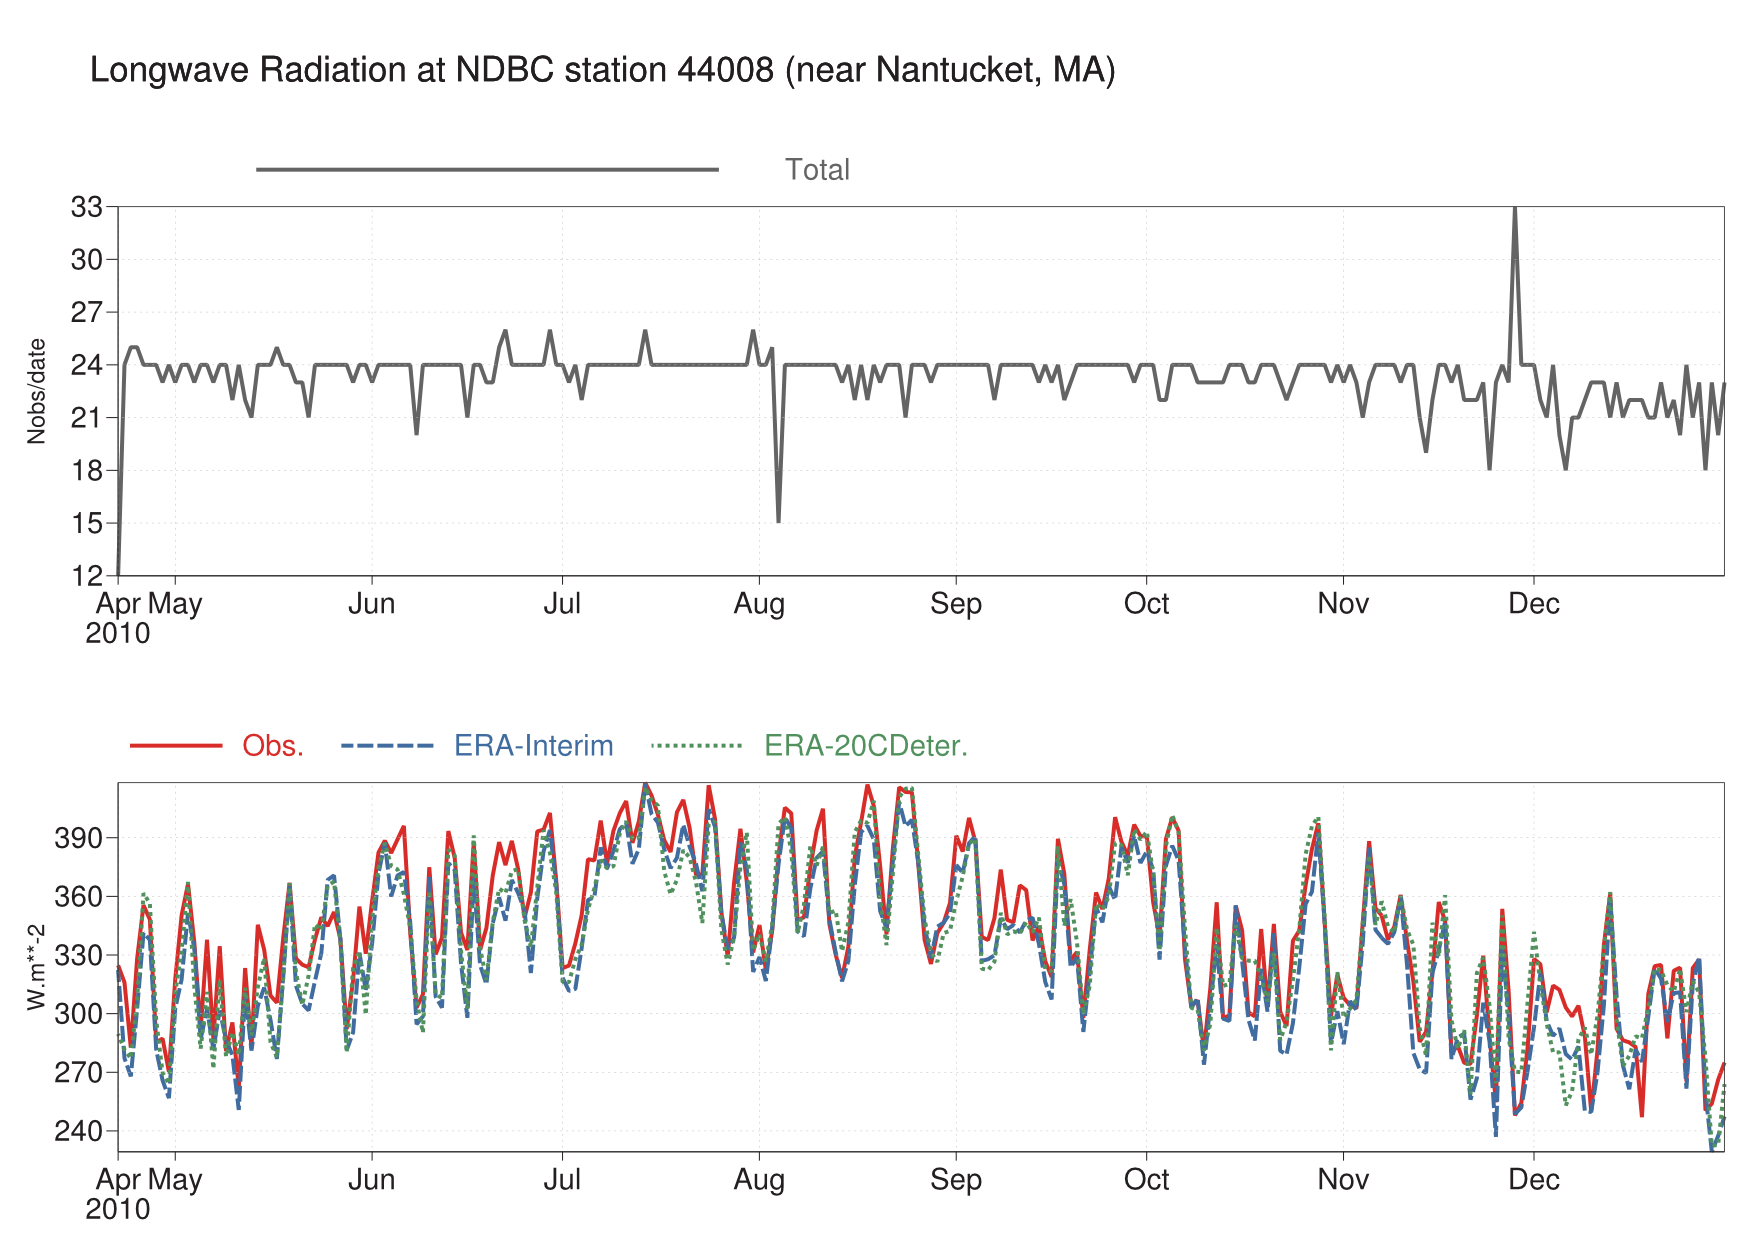 Longwave Radiation at NDBC station 44008 (near Nantucket, MA)
Total
33
30
27
24
21
18
15
12
Nobs/date
Apr May Jun Jul Aug Sep Oct Nov Dec
2010
Obs. ERA-Interim ERA-20CDeter.
390
360
330
300
270
240
W.m**-2
Apr May Jun Jul Aug Sep Oct Nov Dec
2010